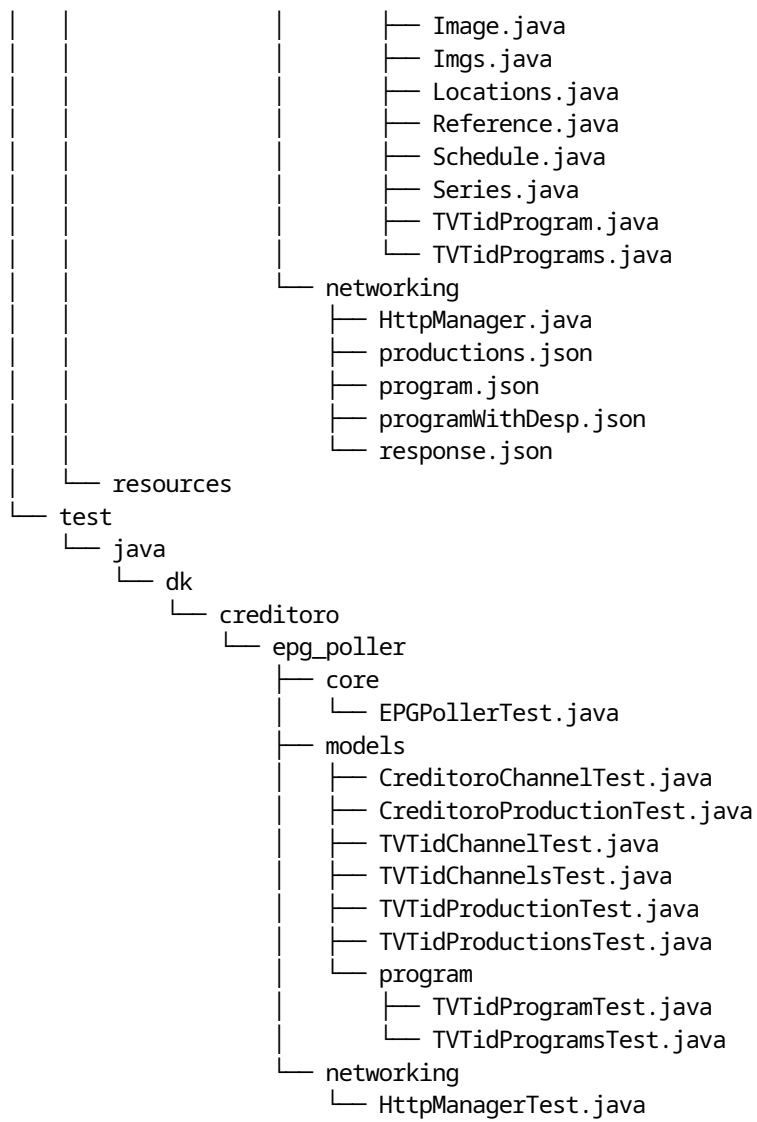 │   │               │       ├── Image.java
│   │               │       ├── Imgs.java
│   │               │       ├── Locations.java
│   │               │       ├── Reference.java
│   │               │       ├── Schedule.java
│   │               │       ├── Series.java
│   │               │       ├── TVTidProgram.java
│   │               │       └── TVTidPrograms.java
│   │               └── networking
│   │                   ├── HttpManager.java
│   │                   ├── productions.json
│   │                   ├── program.json
│   │                   ├── programWithDesp.json
│   │                   └── response.json
│   └── resources
└── test
    └── java
        └── dk
            └── creditoro
                └── epg_poller
                    ├── core
                    │   └── EPGPollerTest.java
                    ├── models
                    │   ├── CreditoroChannelTest.java
                    │   ├── CreditoroProductionTest.java
                    │   ├── TVTidChannelTest.java
                    │   ├── TVTidChannelsTest.java
                    │   ├── TVTidProductionTest.java
                    │   ├── TVTidProductionsTest.java
                    │   └── program
                    │       ├── TVTidProgramTest.java
                    │       └── TVTidProgramsTest.java
                    └── networking
                        └── HttpManagerTest.java